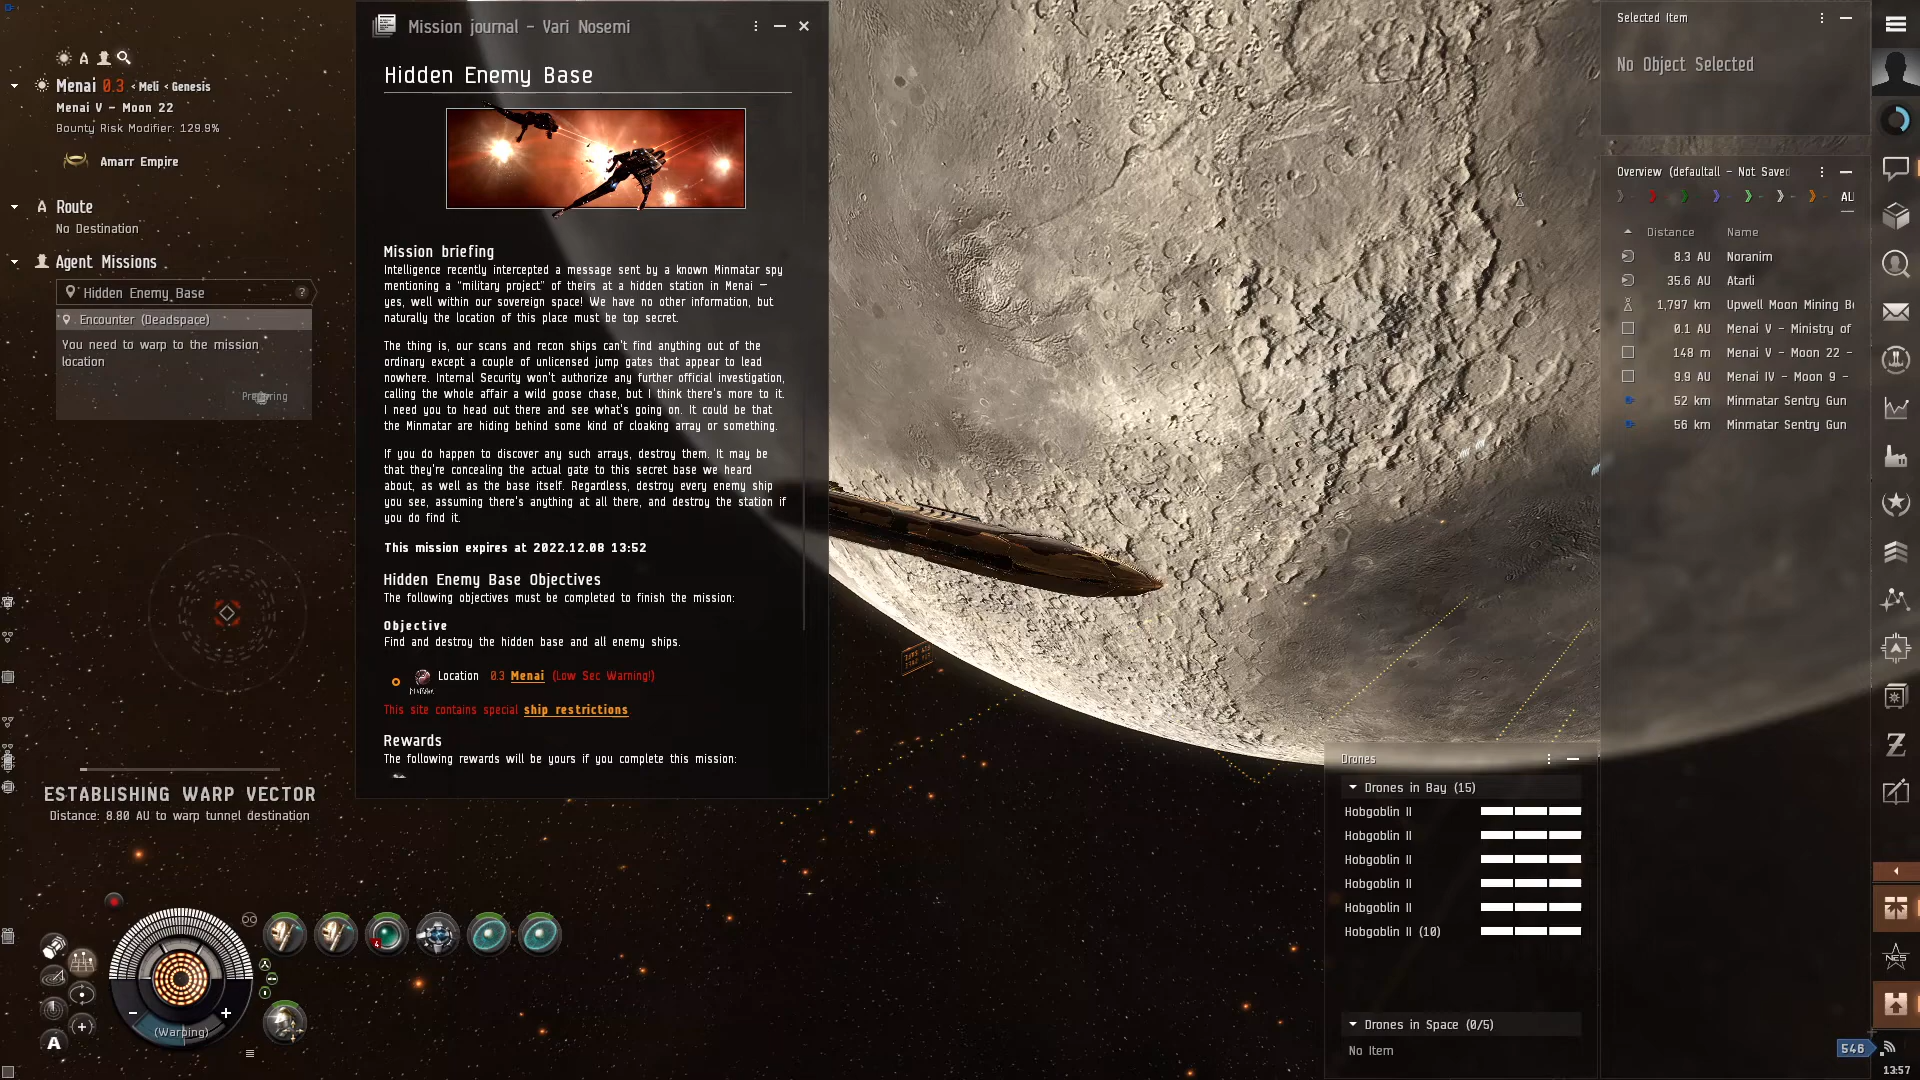 Menai 0.3 < Meli < Genesis
Menai V - Moon 22
Bounty Risk Modifier: 129.9%
Amarr Empire
Route
No Destination
Agent Missions
Hidden Enemy Base
?
Encounter (Deadspace)
You need to warp to the mission
location
ESTABLISHING WARP VECTOR
Distance: 8.80 AU to warp tunnel destination
(Warping)
A
4
Mission journal - Vari Nosemi
Hidden Enemy Base
Mission briefing
Intelligence recently intercepted a message sent by a known Minmatar spy
mentioning a "military project" of theirs at a hidden station in Menai —
yes, well within our sovereign space! We have no other information, but
naturally the location of this place must be top secret.
The thing is, our scans and recon ships can't find anything out of the
ordinary except a couple of unlicensed jump gates that appear to lead
nowhere. Internal Security won't authorize any further official investigation,
calling the whole affair a wild goose chase, but I think there's more to it.
I need you to head out there and see what's going on. It could be that
the Minmatar are hiding behind some kind of cloaking array or something.
If you do happen to discover any such arrays, destroy them. It may be
that they're concealing the actual gate to this secret base we heard
about, as well as the base itself. Regardless, destroy every enemy ship
you see, assuming there's anything at all there, and destroy the station if
you do find it.
This mission expires at 2022.12.08 13:52
Hidden Enemy Base Objectives
The following objectives must be completed to finish the mission:
Objective
Find and destroy the hidden base and all enemy ships.
Location 0.3 Menai (Low Sec Warning!)
This site contains special ship restrictions
Rewards
The following rewards will be yours if you complete this mission:
Selected Item
No Object Selected
Overview (defaultall - Not Saved
ALL
Distance Name
8.3 AU Noranim
35.6 AU Atarli
1,797 km Upwell Moon Mining Be
0.1 AU Menai V - Ministry of
148 m Menai V - Moon 22 -
9.9 AU Menai IV - Moon 9 -
52 km Minmatar Sentry Gun
56 km Minmatar Sentry Gun
Drones
Drones in Bay (15)
Hobgoblin II
Hobgoblin II
Hobgoblin II
Hobgoblin II
Hobgoblin II
Hobgoblin II (10)
Drones in Space (0/5)
No Item
NES
546
13:57